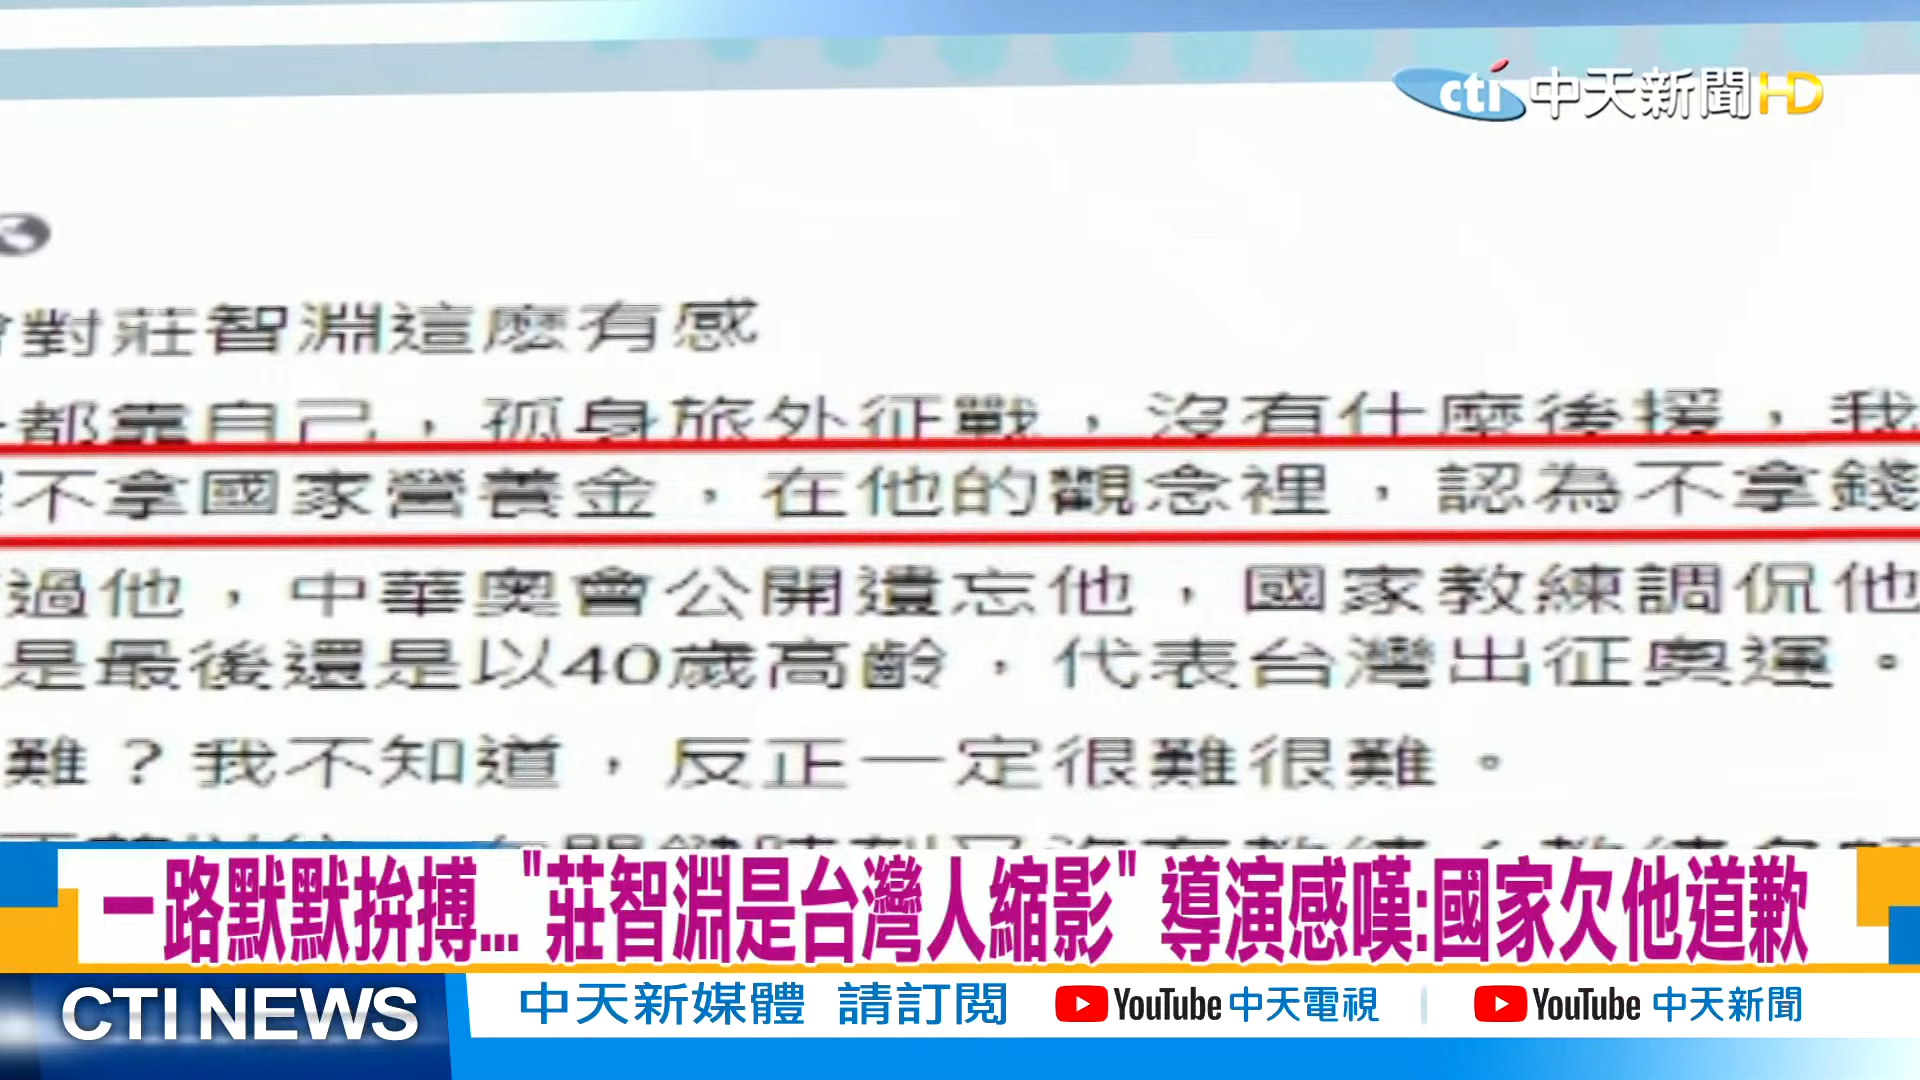 cti 中天新聞HD
對莊智淵這麼有感
都靠自己，孤身旅外征戰，沒有什麼後援，我
不拿國家營養金，在他的觀念裡，認為不拿錢
過他，中華奧會公開遺忘他，國家教練調侃他
是最後還是以40歲高齡，代表台灣出征奧運。
難？我不知道，反正一定很難很難。
一路默默拚搏..."莊智淵是台灣人縮影" 導演感嘆:國家欠他道歉
CTI NEWS 中天新媒體 請訂閱 YouTube 中天電視 YouTube 中天新聞